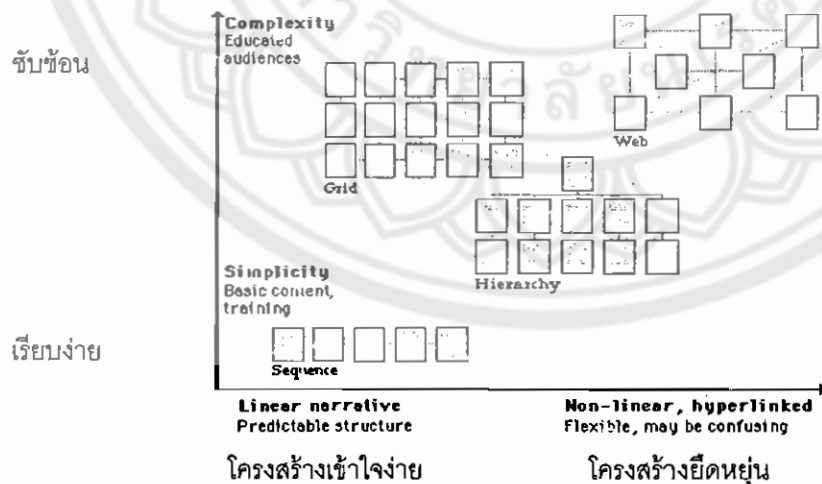 Complexity
Educated
audiences
ซับซ้อน
Grid
Web
Hierarchy
Simplicity
Basic content,
training
เรียบง่าย
Sequence
Linear narrative
Predictable structure
Non-linear, hyperlinked
Flexible, may be confusing
โครงสร้างเข้าใจง่าย
โครงสร้างยืดหยุ่น